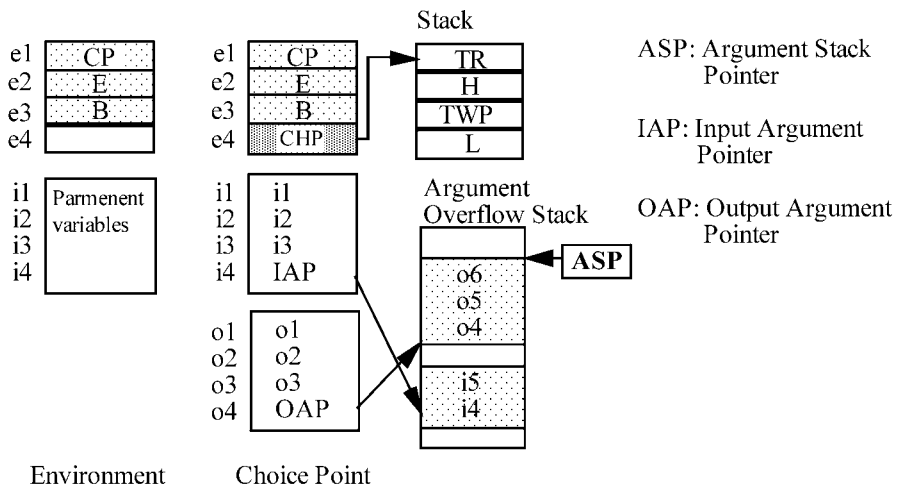 Stack
e1 CP
e2 E
e3 B
e4
i1 Parmenent
i2 variables
i3
i4
Environment
e1 CP
e2 E
e3 B
e4 CHP
i1 i1
i2 i2
i3 i3
i4 IAP
o1 o1
o2 o2
o3 o3
o4 OAP
Choice Point
TR
H
TWP
L
Argument
Overflow Stack
ASP
o6
o5
o4
i5
i4
ASP: Argument Stack
Pointer
IAP: Input Argument
Pointer
OAP: Output Argument
Pointer